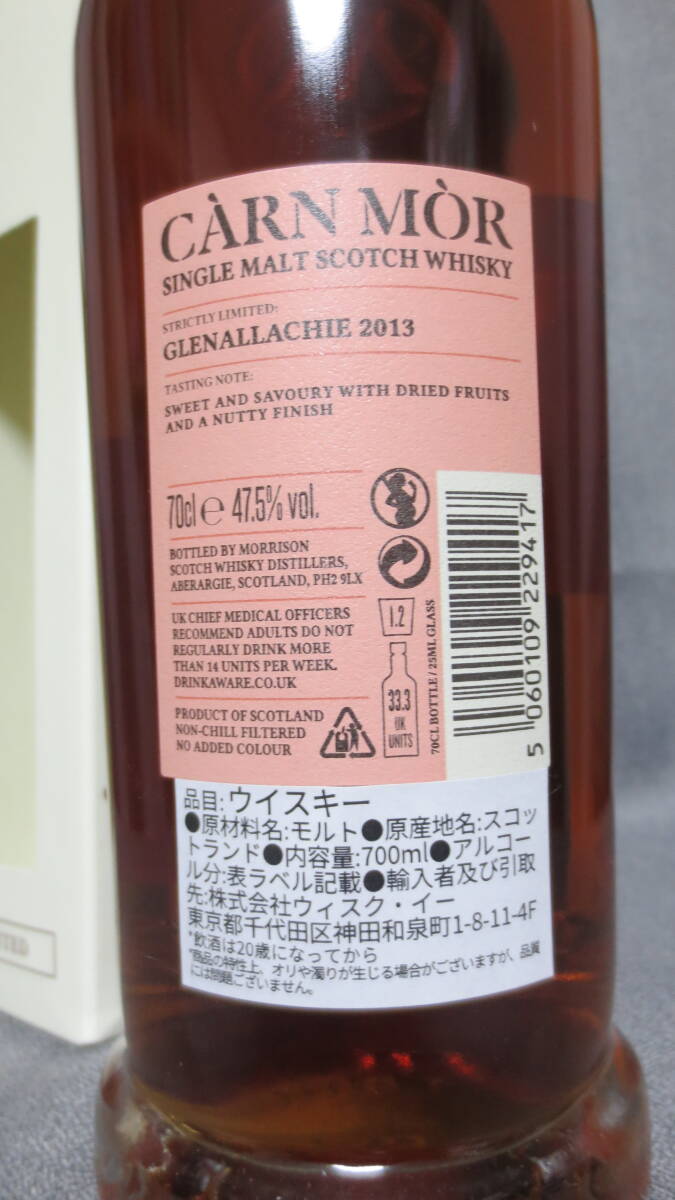 CÀRN MÒR
SINGLE MALT SCOTCH WHISKY
STRICTLY LIMITED:
GLENALLACHIE 2013
TASTING NOTE:
SWEET AND SAVOURY WITH DRIED FRUITS
AND A NUTTY FINISH
70cl e 47.5% vol.
BOTTLED BY MORRISON
SCOTCH WHISKY DISTILLERS,
ABERARGIE, SCOTLAND, PH2 9LX
UK CHIEF MEDICAL OFFICERS
RECOMMEND ADULTS DO NOT
REGULARLY DRINK MORE
THAN 14 UNITS PER WEEK.
DRINKAWARE.CO.UK
PRODUCT OF SCOTLAND
NON-CHILL FILTERED
NO ADDED COLOUR
1.2
33.3
UK
UNITS
70CL BOTTLE / 25ML GLASS
5 060109 229417
品目:ウイスキー
●原材料名:モルト●原産地名:スコッ
トランド●内容量:700ml●アルコー
ル分:表ラベル記載●輸入者及び引取
先:株式会社ウィスク・イー
東京都千代田区神田和泉町1-8-11-4F
*飲酒は20歳になってから
*商品の特性上、オリや濁りが生じる場合がございますが、品質
には問題ございません。